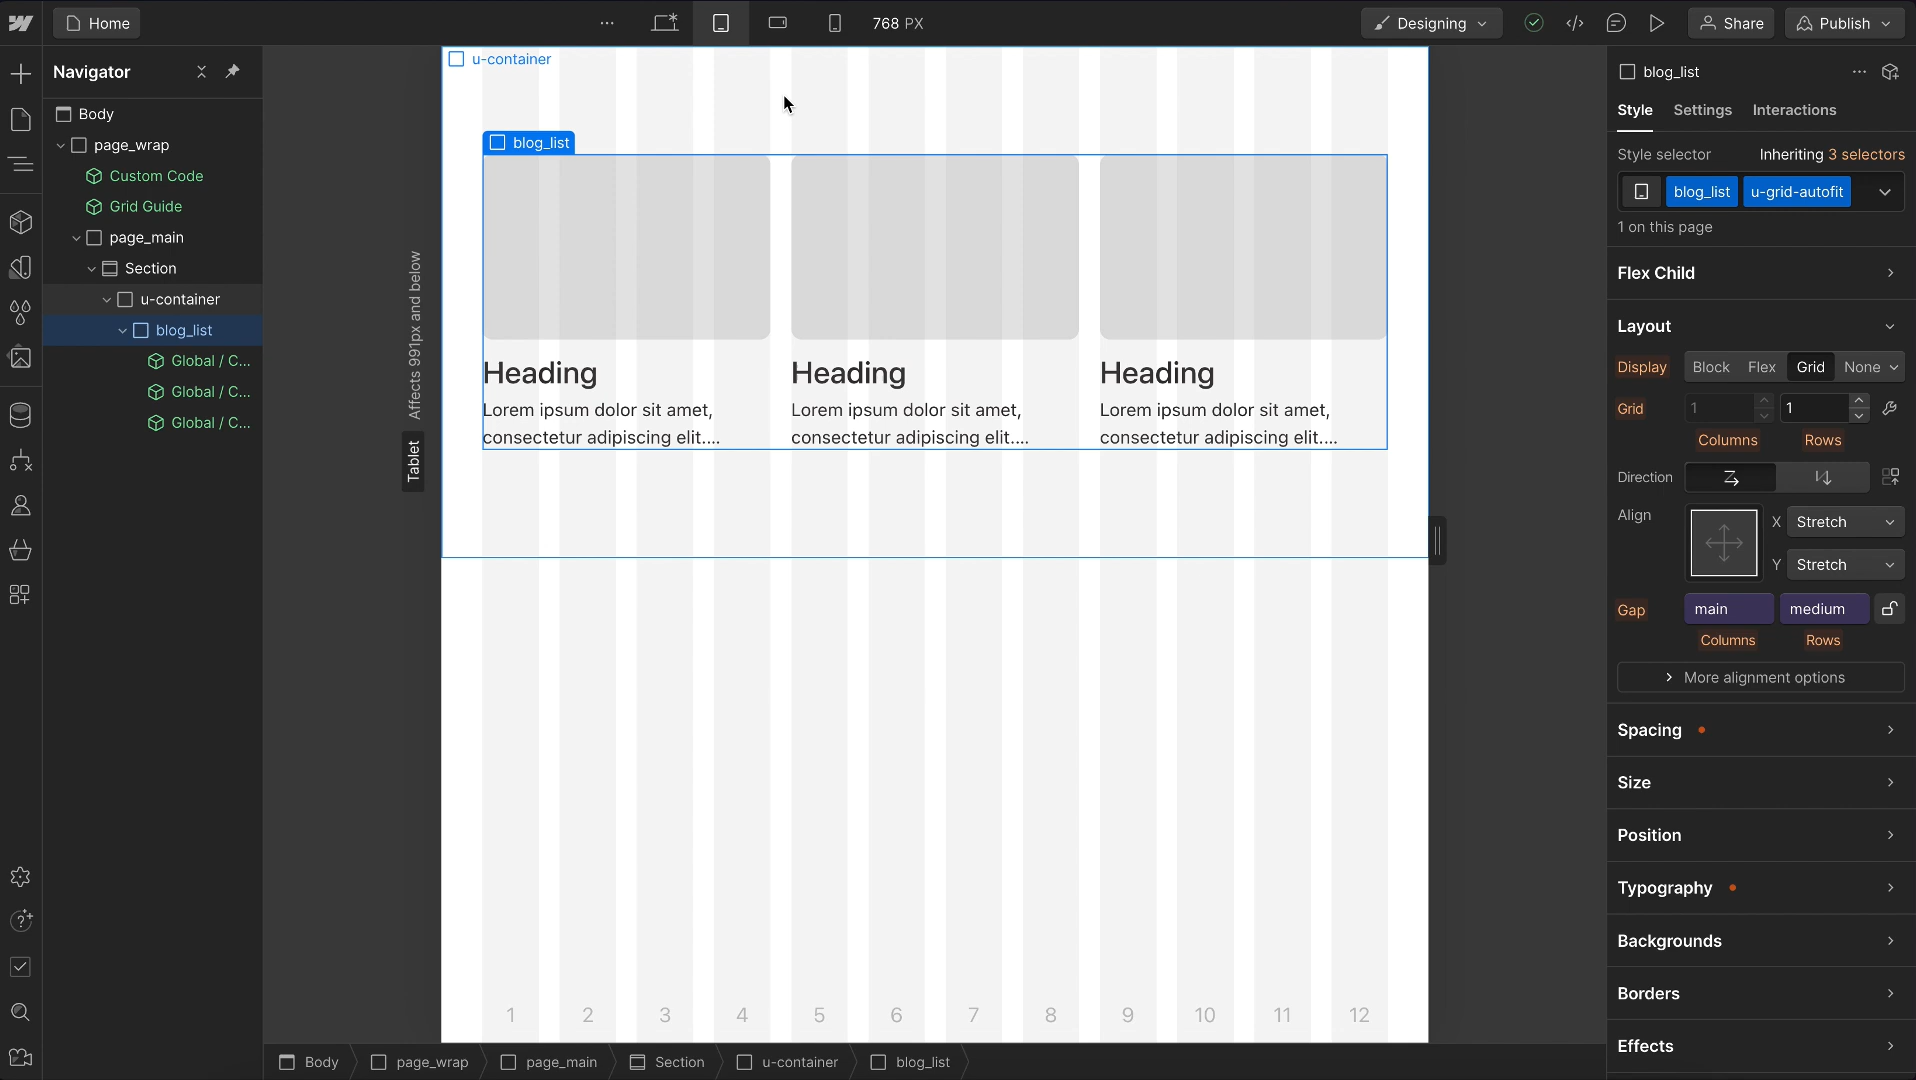 Home
768 PX
Designing
Share
Publish
Navigator
Body
page_wrap
Custom Code
Grid Guide
page_main
Section
u-container
blog_list
Global / C...
Global / C...
Global / C...
Affects 991px and below
Tablet
u-container
blog_list
Heading
Lorem ipsum dolor sit amet,
consectetur adipiscing elit....
Heading
Lorem ipsum dolor sit amet,
consectetur adipiscing elit....
Heading
Lorem ipsum dolor sit amet,
consectetur adipiscing elit....
1 2 3 4 5 6 7 8 9 10 11 12
Body page_wrap page_main Section u-container blog_list
blog_list
Style Settings Interactions
Style selector Inheriting 3 selectors
blog_list u-grid-autofit
1 on this page
Flex Child
Layout
Display Block Flex Grid None
Grid 1 1
Columns Rows
Direction
Align X Stretch
Y Stretch
Gap main medium
Columns Rows
More alignment options
Spacing
Size
Position
Typography
Backgrounds
Borders
Effects